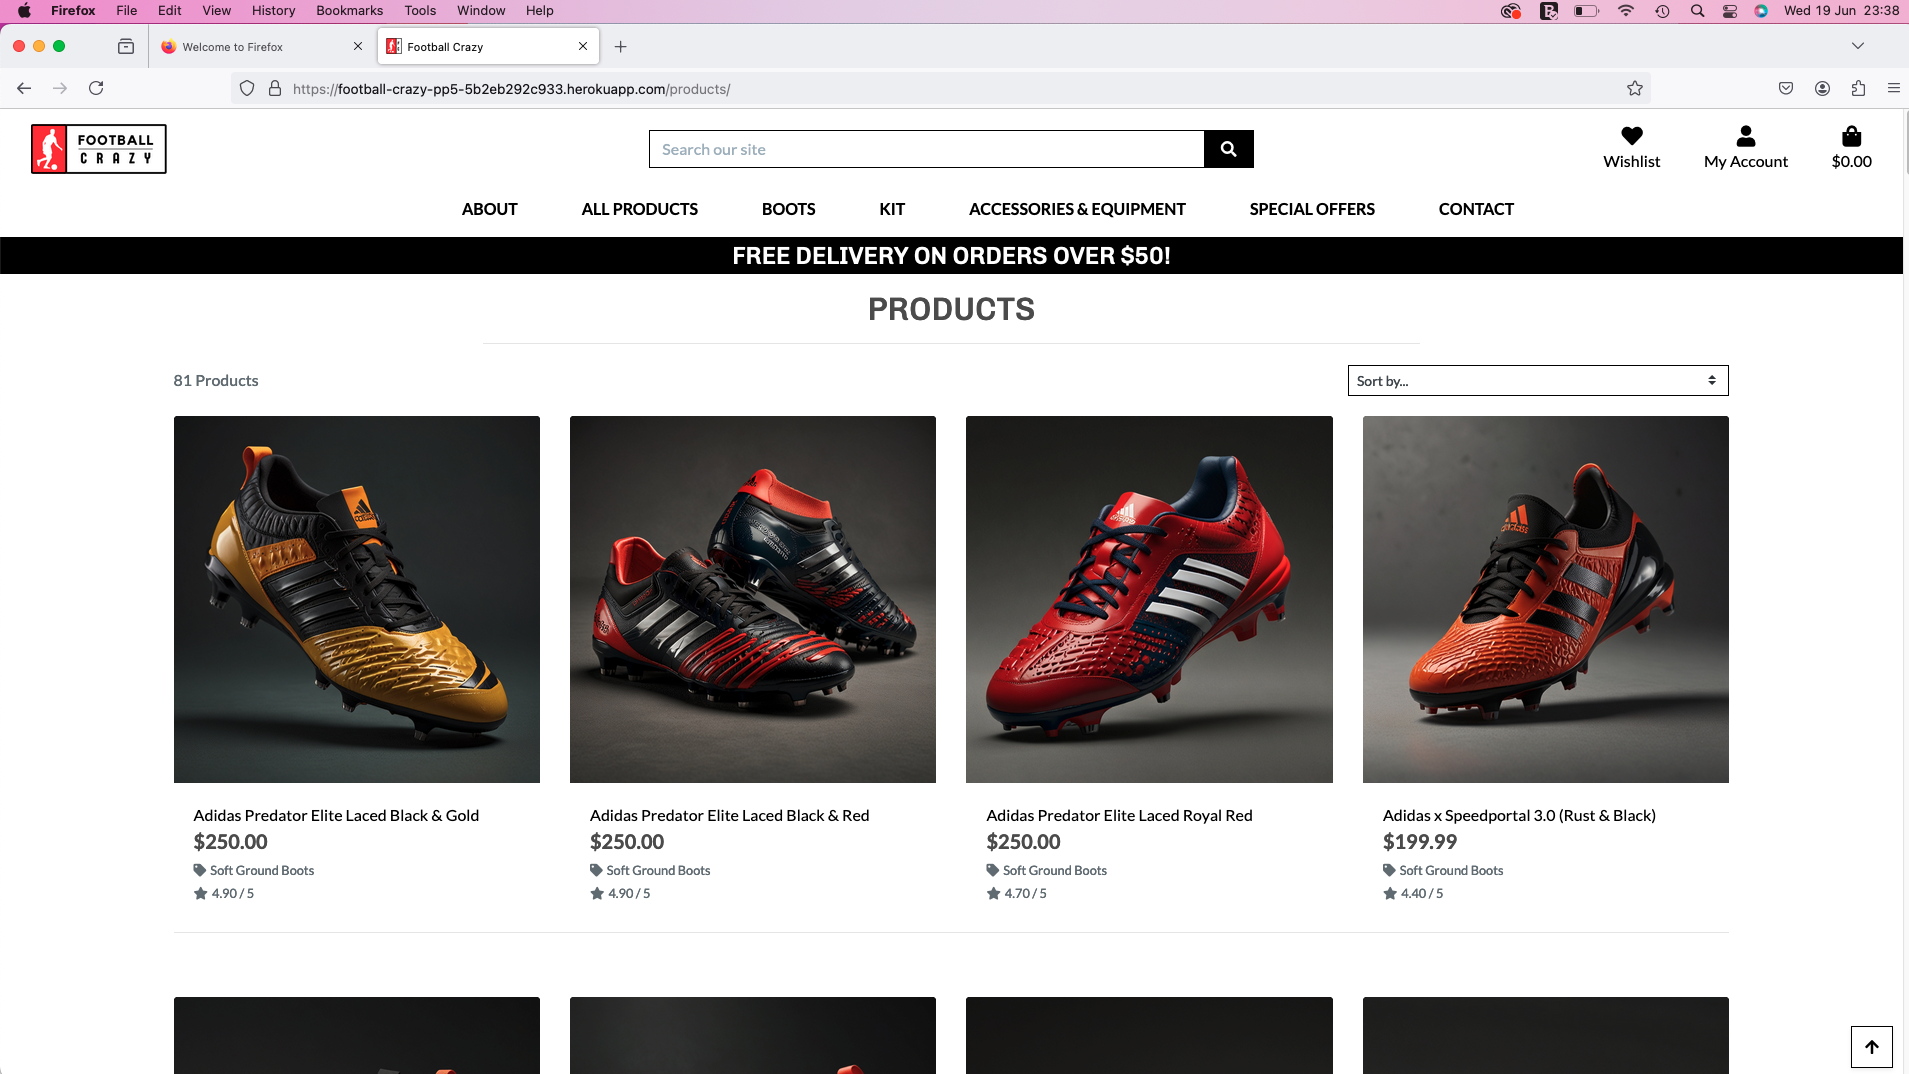 Firefox File Edit View History Bookmarks Tools Window Help Wed 19 Jun 23:38
Welcome to Firefox
Football Crazy
https://football-crazy-pp5-5b2eb292c933.herokuapp.com/products/
FOOTBALL
CRAZY
Search our site
Wishlist
My Account
$0.00
ABOUT ALL PRODUCTS BOOTS KIT ACCESSORIES & EQUIPMENT SPECIAL OFFERS CONTACT
FREE DELIVERY ON ORDERS OVER $50!
PRODUCTS
81 Products
Sort by...
Adidas Predator Elite Laced Black & Gold
$250.00
Soft Ground Boots
4.90 / 5
Adidas Predator Elite Laced Black & Red
$250.00
Soft Ground Boots
4.90 / 5
Adidas Predator Elite Laced Royal Red
$250.00
Soft Ground Boots
4.70 / 5
Adidas x Speedportal 3.0 (Rust & Black)
$199.99
Soft Ground Boots
4.40 / 5